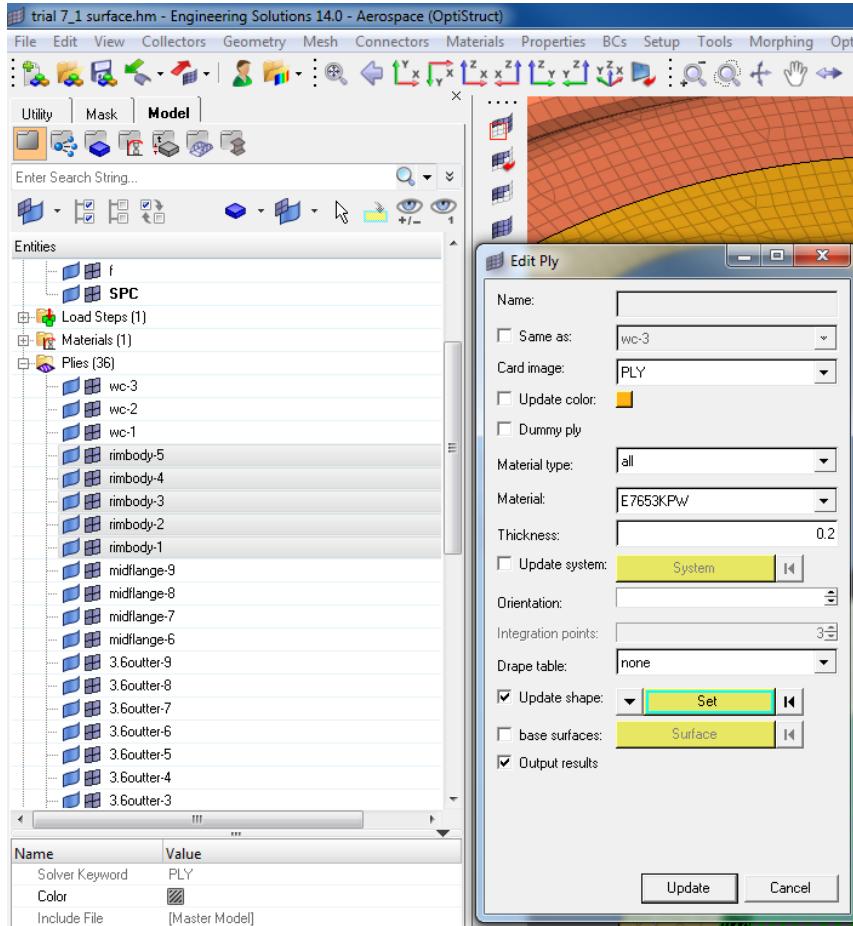 trial 7_1 surface.hm - Engineering Solutions 14.0 - Aerospace (OptiStruct)
File Edit View Collectors Geometry Mesh Connectors Materials Properties BCs Setup Tools Morphing Opt
Utility Mask Model
Enter Search String...
Entities
f
SPC
Load Steps (1)
Materials (1)
Plies (36)
wc-3
wc-2
wc-1
rimbody-5
rimbody-4
rimbody-3
rimbody-2
rimbody-1
midflange-9
midflange-8
midflange-7
midflange-6
3.6outter-9
3.6outter-8
3.6outter-7
3.6outter-6
3.6outter-5
3.6outter-4
3.6outter-3
Name Value
Solver Keyword PLY
Color
Include File [Master Model]
Edit Ply
Name:
Same as: wc-3
Card image: PLY
Update color:
Dummy ply
Material type: all
Material: E7653KPW
Thickness: 0.2
Update system: System
Orientation:
Integration points: 3
Drape table: none
Update shape: Set
base surfaces: Surface
Output results
Update Cancel